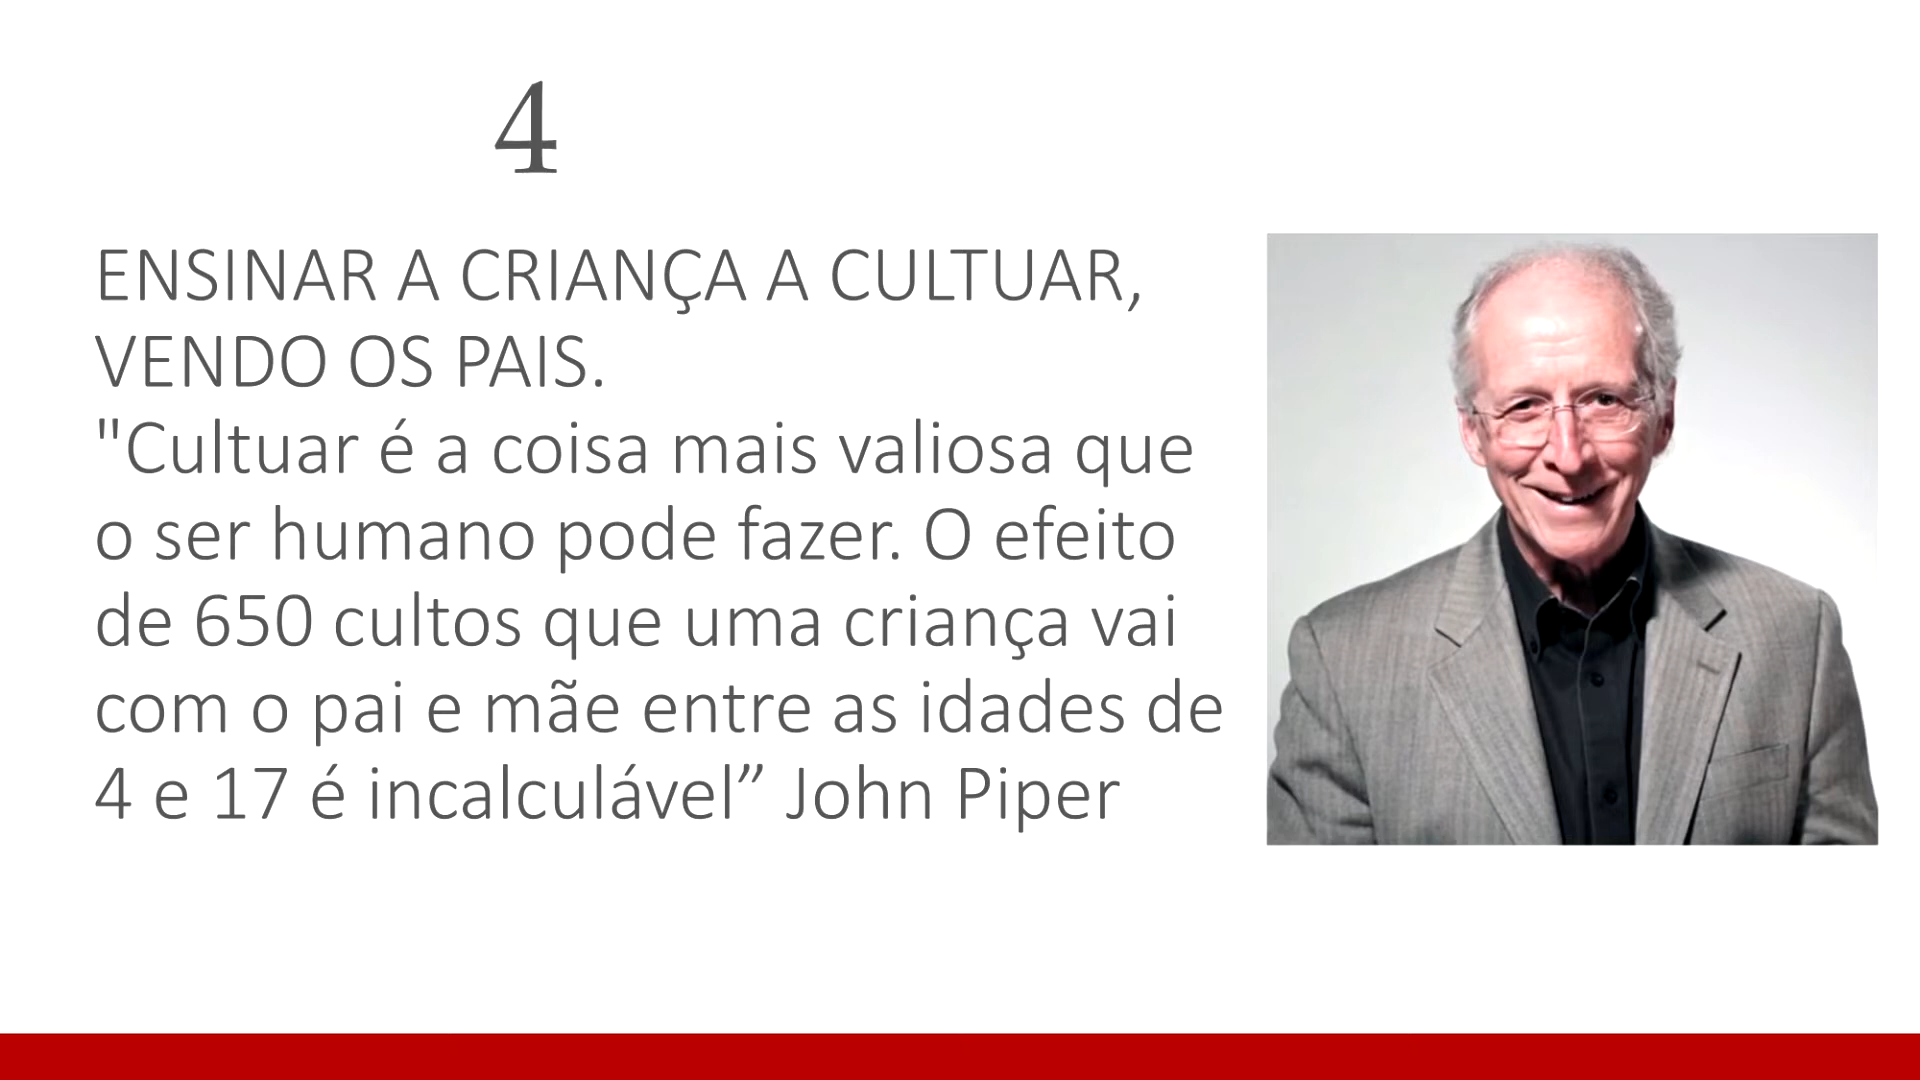 4
ENSINAR A CRIANÇA A CULTUAR,
VENDO OS PAIS.
"Cultuar é a coisa mais valiosa que
o ser humano pode fazer. O efeito
de 650 cultos que uma criança vai
com o pai e mãe entre as idades de
4 e 17 é incalculável” John Piper